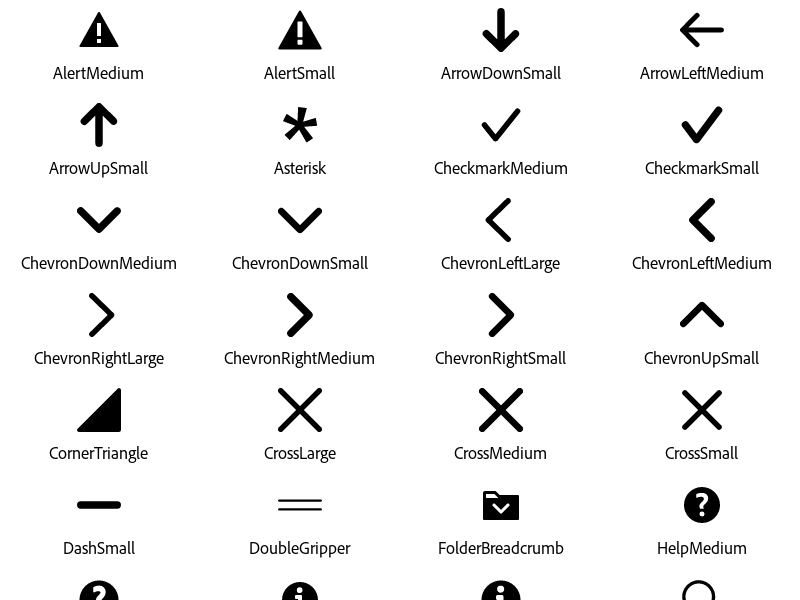 AlertMedium
AlertSmall
ArrowDownSmall
ArrowLeftMedium
ArrowUpSmall
Asterisk
CheckmarkMedium
CheckmarkSmall
ChevronDownMedium
ChevronDownSmall
ChevronLeftLarge
ChevronLeftMedium
ChevronRightLarge
ChevronRightMedium
ChevronRightSmall
ChevronUpSmall
CornerTriangle
CrossLarge
CrossMedium
CrossSmall
DashSmall
DoubleGripper
FolderBreadcrumb
HelpMedium